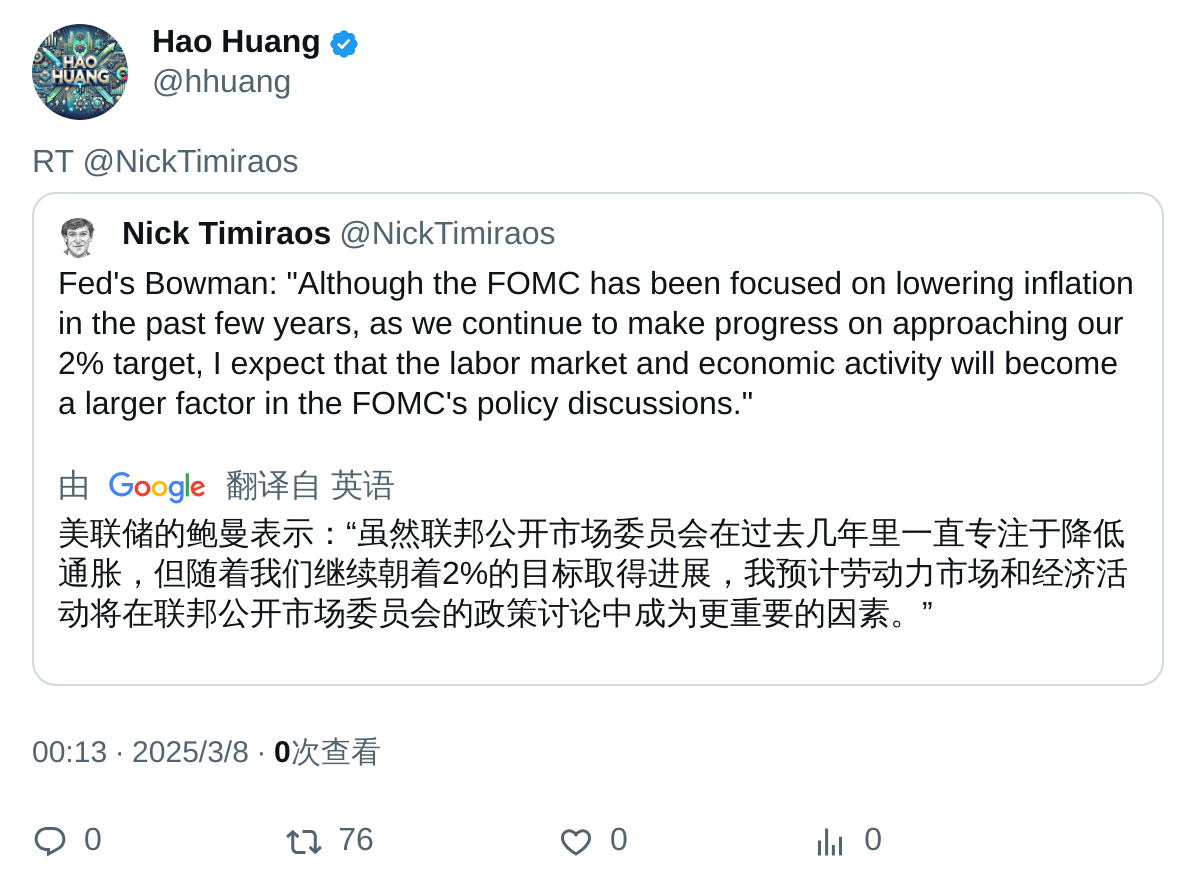 HAO
HUANG
Hao Huang
@hhuang
RT @NickTimiraos
Nick Timiraos @NickTimiraos
Fed's Bowman: "Although the FOMC has been focused on lowering inflation
in the past few years, as we continue to make progress on approaching our
2% target, I expect that the labor market and economic activity will become
a larger factor in the FOMC's policy discussions."
由 Google 翻译自 英语
美联储的鲍曼表示：“虽然联邦公开市场委员会在过去几年里一直专注于降低
通胀，但随着我们继续朝着2%的目标取得进展，我预计劳动力市场和经济活
动将在联邦公开市场委员会的政策讨论中成为更重要的因素。”
00:13 · 2025/3/8 · 0次查看
0 76 0 0